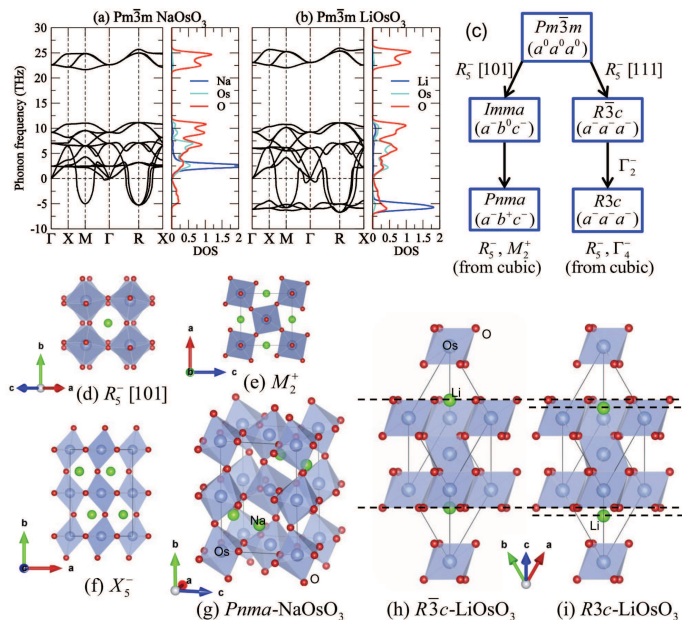 (a) Pm3̅m NaOsO3
(b) Pm3̅m LiOsO3
(c)
Phonon frequency (THz)
30
25
20
15
10
5
0
-5
-10
Γ X M Γ R X
0 0.5 1 1.5 2
DOS
Na
Os
O
Γ X M Γ R X
0 0.5 1 1.5 2
DOS
Li
Os
O
Pm3̅m
(a⁰a⁰a⁰)
R5⁻ [101]
R5⁻ [111]
Imma
(a⁻b⁰c⁻)
R3̅c
(a⁻a⁻a⁻)
Γ2⁻
Pnma
(a⁻b⁺c⁻)
R3c
(a⁻a⁻a⁻)
R5⁻, M2⁺
(from cubic)
R5⁻, Γ4⁻
(from cubic)
b
c
a
(d) R5⁻ [101]
a
b
c
(e) M2⁺
b
c
a
(f) X5⁻
Na
Os
O
b
a
c
(g) Pnma-NaOsO3
Os
O
Li
(h) R3̅c-LiOsO3
b
c
a
Li
(i) R3c-LiOsO3